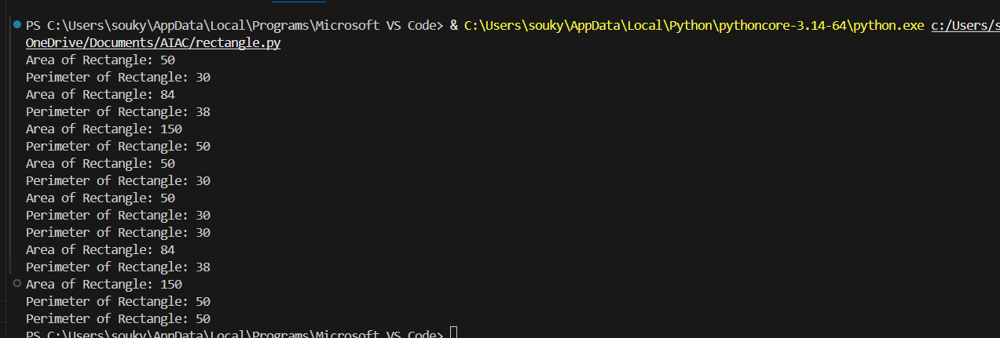 PS C:\Users\souky\AppData\Local\Programs\Microsoft VS Code> & C:\Users\souky\AppData\Local\Python\pythoncore-3.14-64\python.exe c:/Users/s
OneDrive/Documents/AIAC/rectangle.py
Area of Rectangle: 50
Perimeter of Rectangle: 30
Area of Rectangle: 84
Perimeter of Rectangle: 38
Area of Rectangle: 150
Perimeter of Rectangle: 50
Area of Rectangle: 50
Perimeter of Rectangle: 30
Area of Rectangle: 50
Perimeter of Rectangle: 30
Perimeter of Rectangle: 30
Area of Rectangle: 84
Perimeter of Rectangle: 38
Area of Rectangle: 150
Perimeter of Rectangle: 50
Perimeter of Rectangle: 50
PS C:\Users\souky\AppData\Local\Programs\Microsoft VS Code>